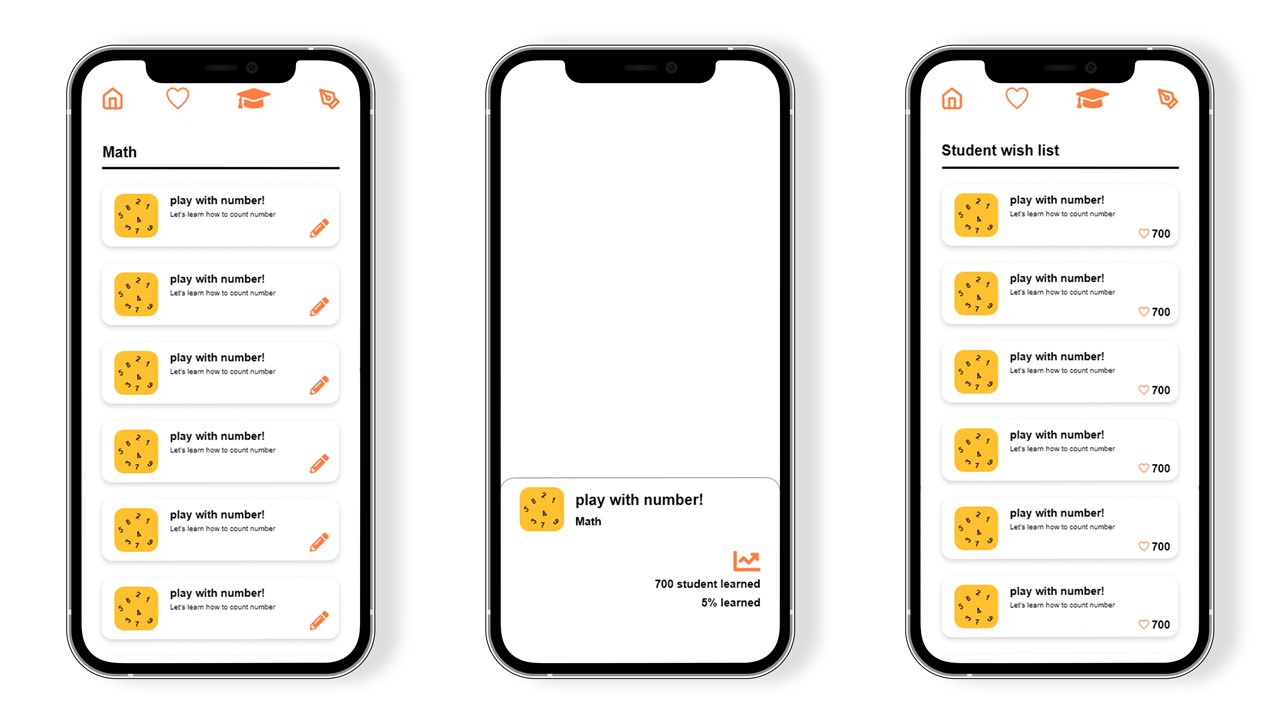 Math
play with number!
Let's learn how to count number
play with number!
Let's learn how to count number
play with number!
Let's learn how to count number
play with number!
Let's learn how to count number
play with number!
Let's learn how to count number
play with number!
Let's learn how to count number
play with number!
Math
700 student learned
5% learned
Student wish list
play with number!
Let's learn how to count number
700
play with number!
Let's learn how to count number
700
play with number!
Let's learn how to count number
700
play with number!
Let's learn how to count number
700
play with number!
Let's learn how to count number
700
play with number!
Let's learn how to count number
700